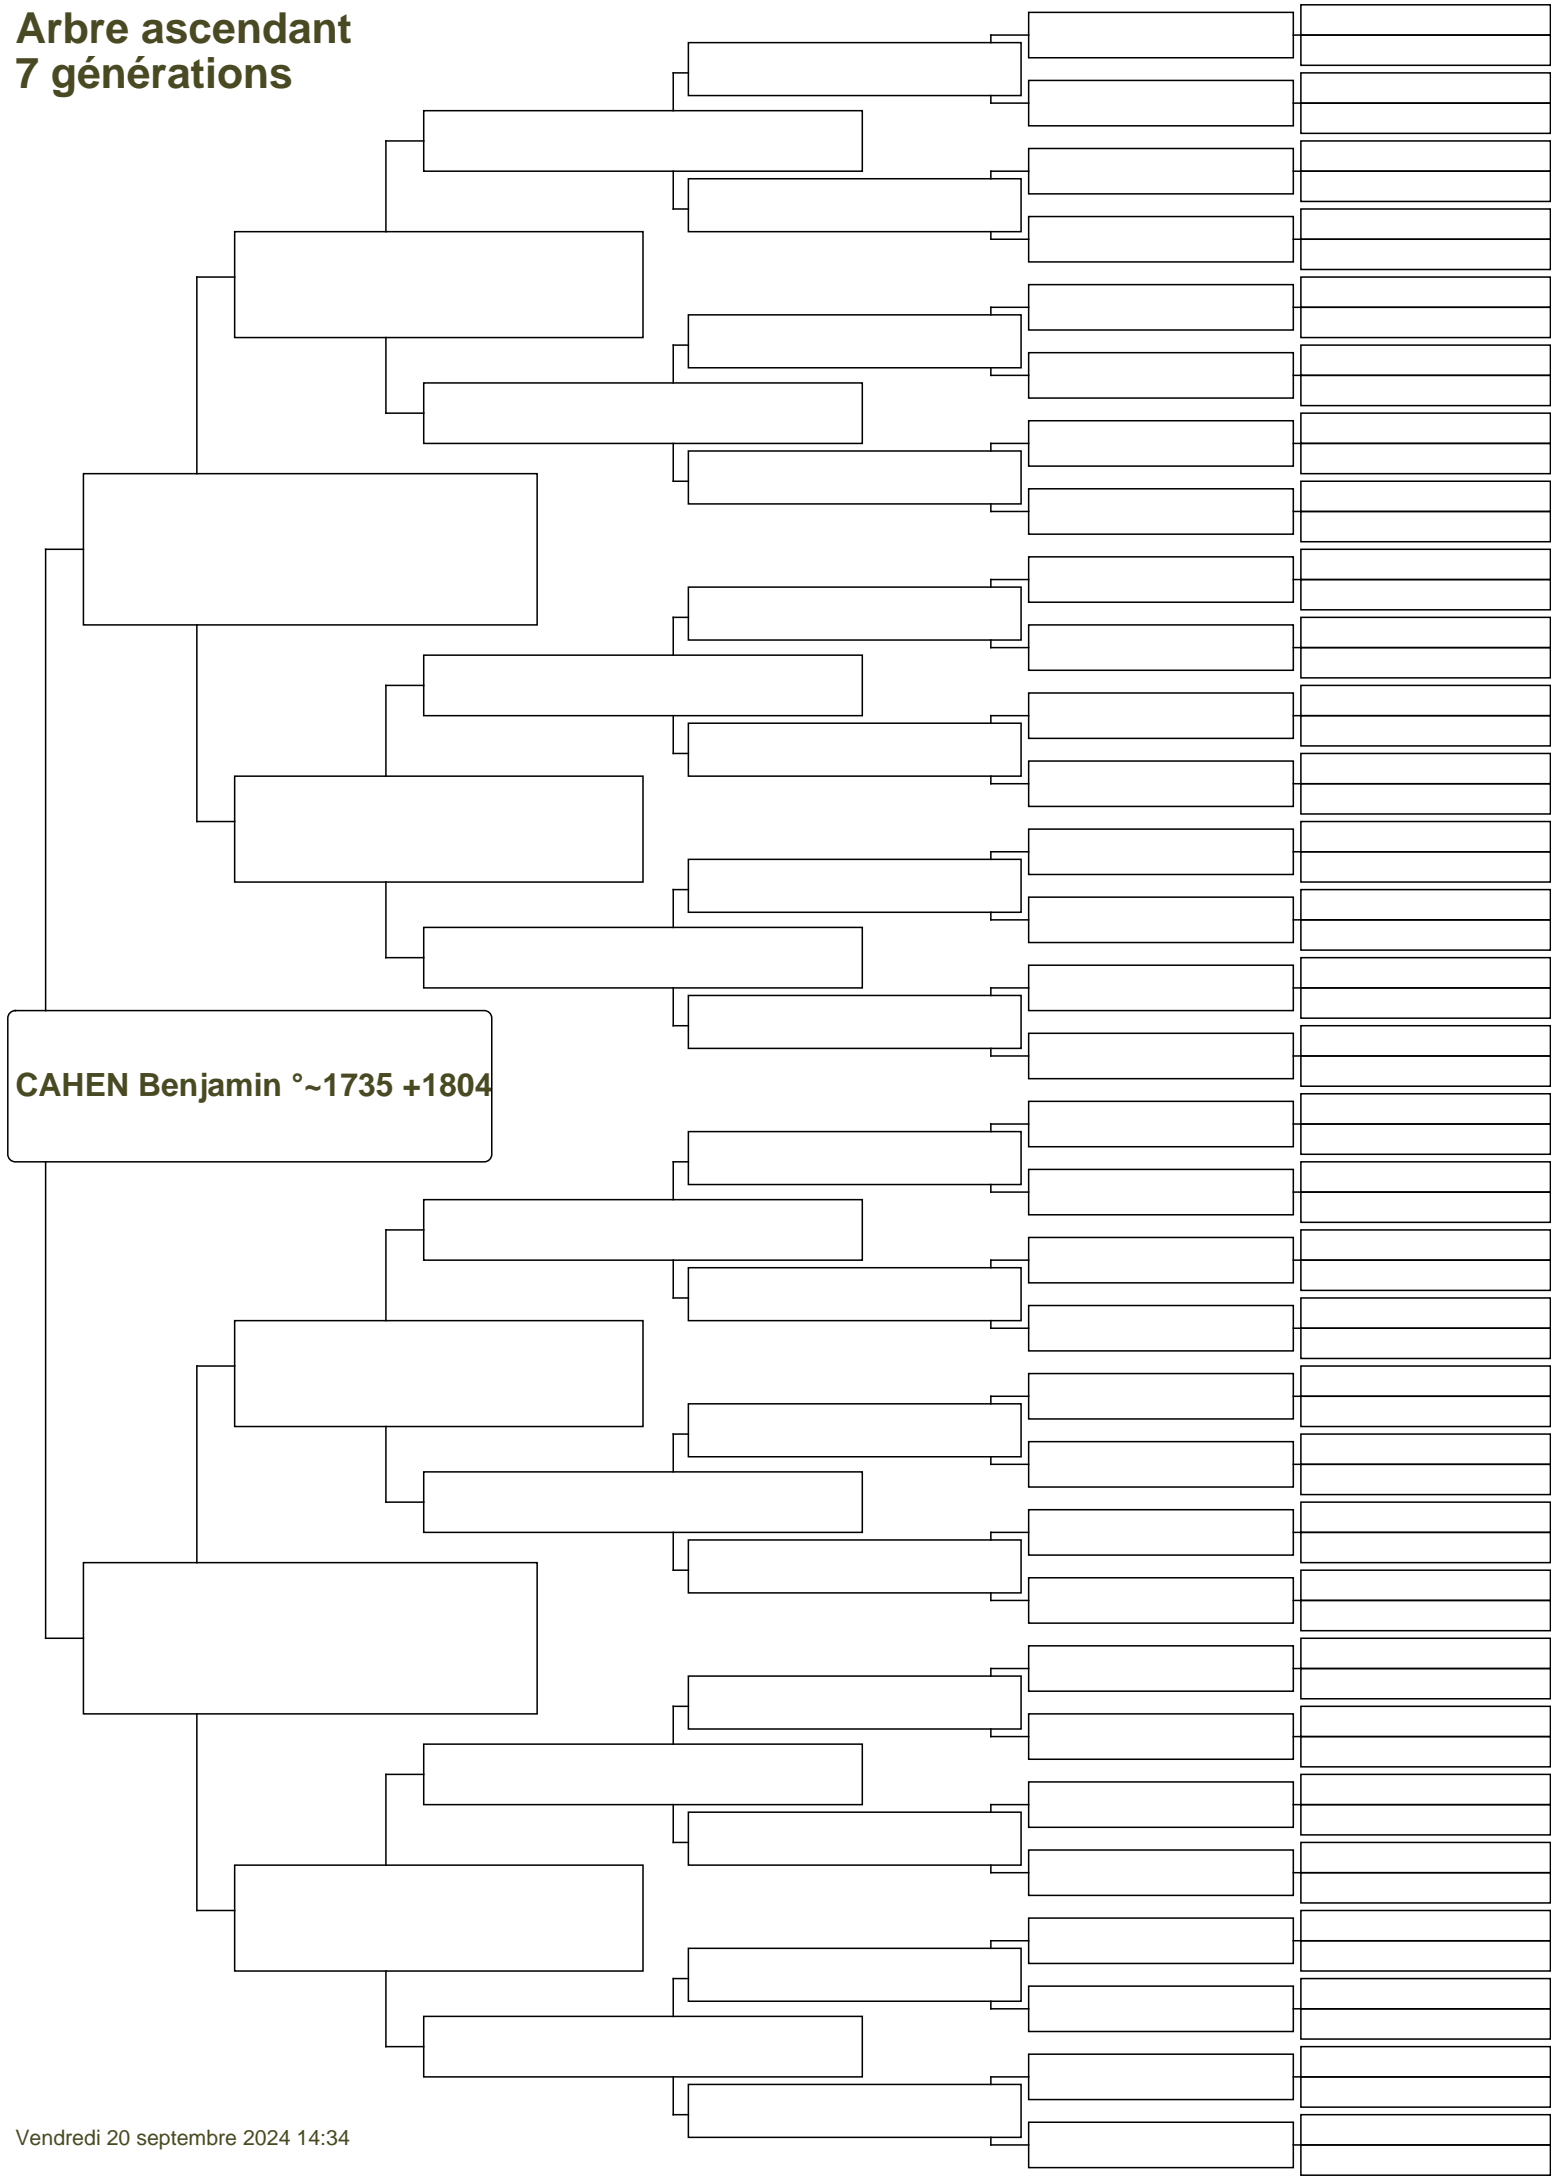 Arbre ascendant
7 générations
CAHEN Benjamin °~1735 +1804
Vendredi 20 septembre 2024 14:34